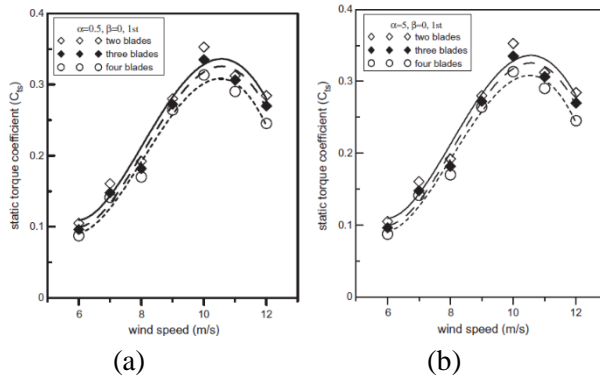 α=0.5, β=0, 1st
two blades
three blades
four blades
static torque coefficient (Cts)
0.4
0.3
0.2
0.1
0
6 7 8 9 10 11 12
wind speed (m/s)
(a)
α=5, β=0, 1st
two blades
three blades
four blades
static torque coefficient (Cts)
0.4
0.3
0.2
0.1
0
6 7 8 9 10 11 12
wind speed (m/s)
(b)